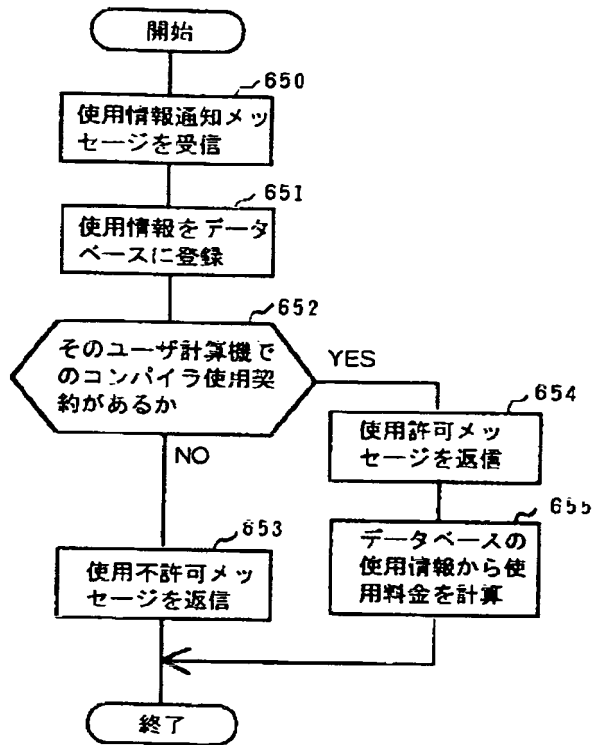 開始
650
使用情報通知メッ
セージを受信
651
使用情報をデータ
ベースに登録
652
そのユーザ計算機で
のコンパイラ使用契
約があるか
YES
NO
654
使用許可メッ
セージを返信
655
データベースの
使用情報から使
用料金を計算
653
使用不許可メッ
セージを返信
終了